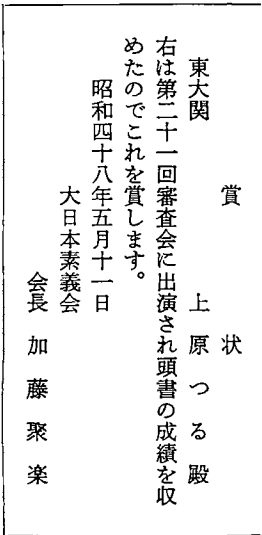 賞状
東大関 上原つる殿
右は第二十一回審査会に出演され頭書の成績を収
めたのでこれを賞します。
昭和四十八年五月十一日
大日本素義会
会長 加藤聚楽